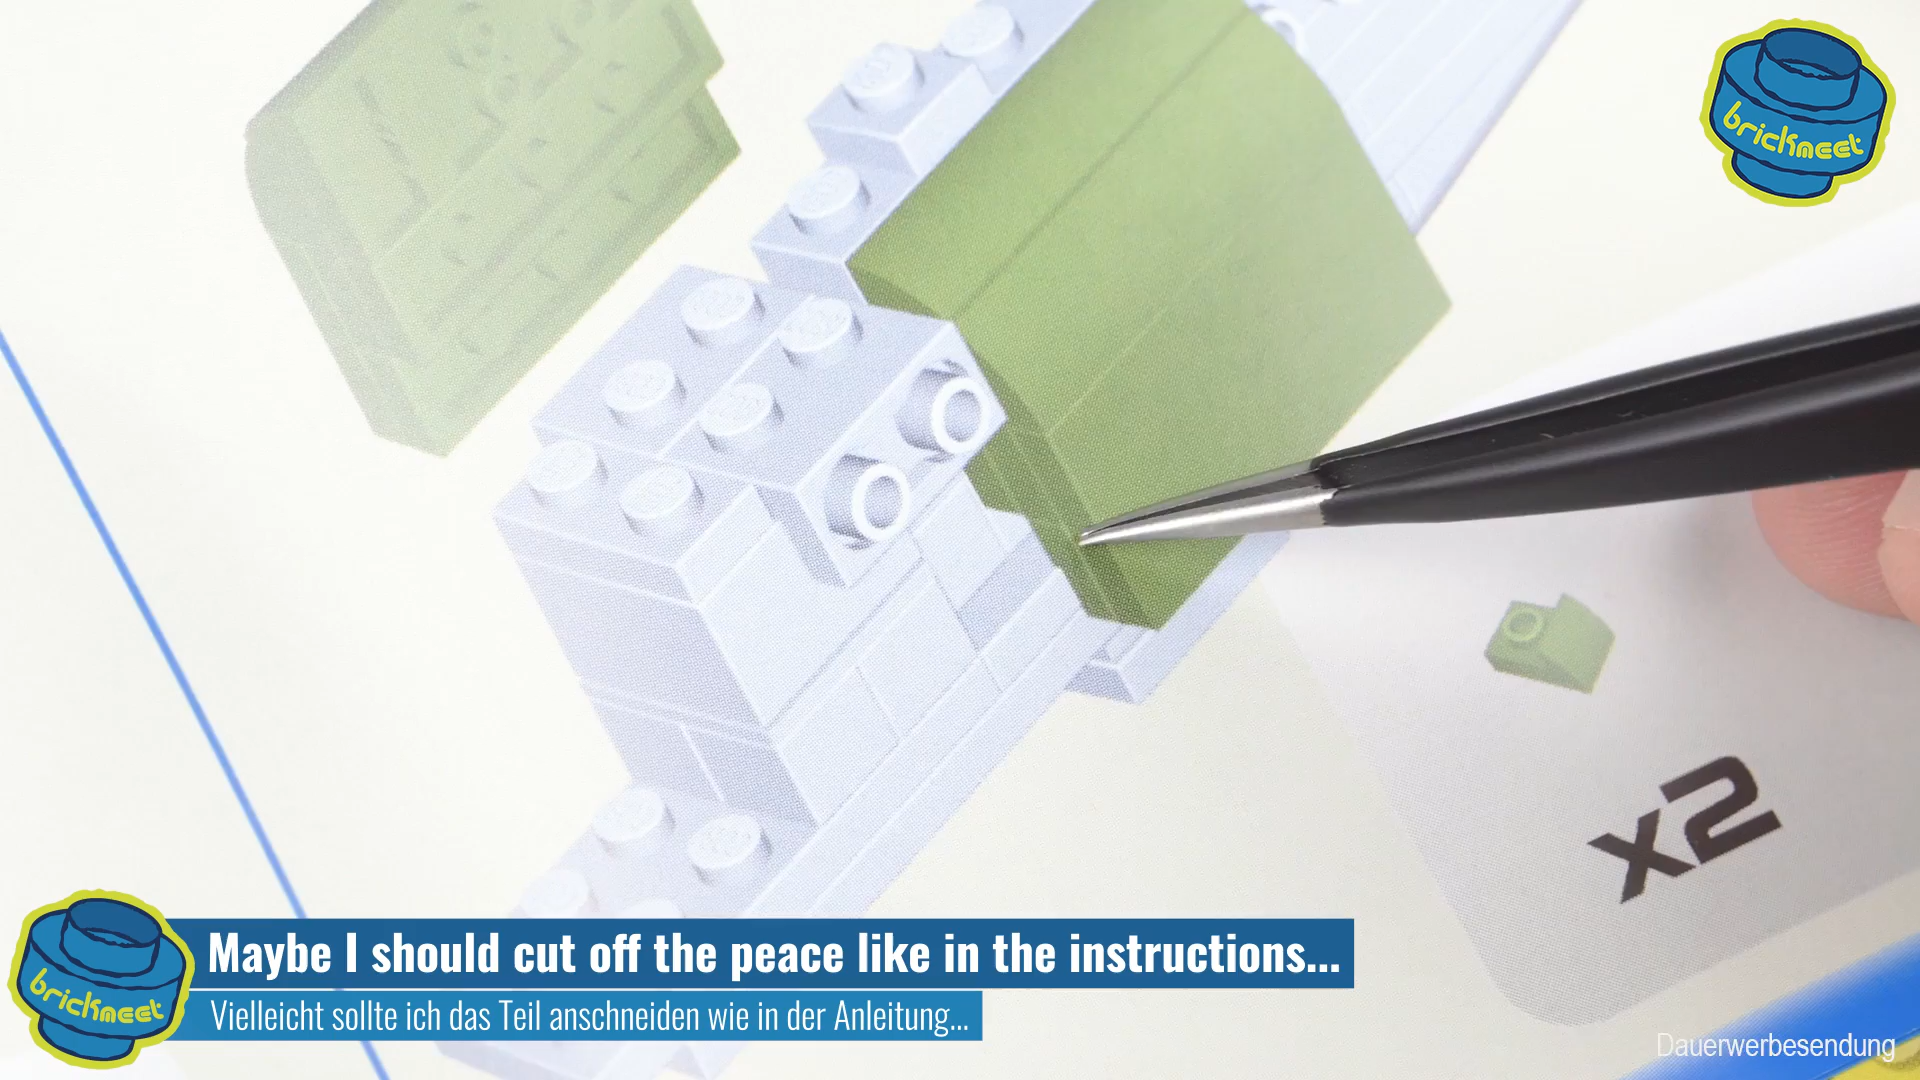 brickmeet
x2
brickmeet
Maybe I should cut off the peace like in the instructions...
Vielleicht sollte ich das Teil anschneiden wie in der Anleitung...
Dauerwerbesendung